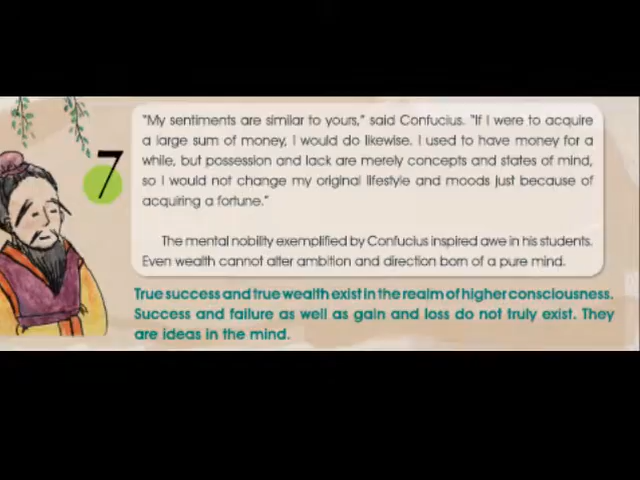 7
“My sentiments are similar to yours,” said Confucius. “If I were to acquire
a large sum of money, I would do likewise. I used to have money for a
while, but possession and lack are merely concepts and states of mind,
so I would not change my original lifestyle and moods just because of
acquiring a fortune.”
The mental nobility exemplified by Confucius inspired awe in his students.
Even wealth cannot alter ambition and direction born of a pure mind.
True success and true wealth exist in the realm of higher consciousness.
Success and failure as well as gain and loss do not truly exist. They
are ideas in the mind.